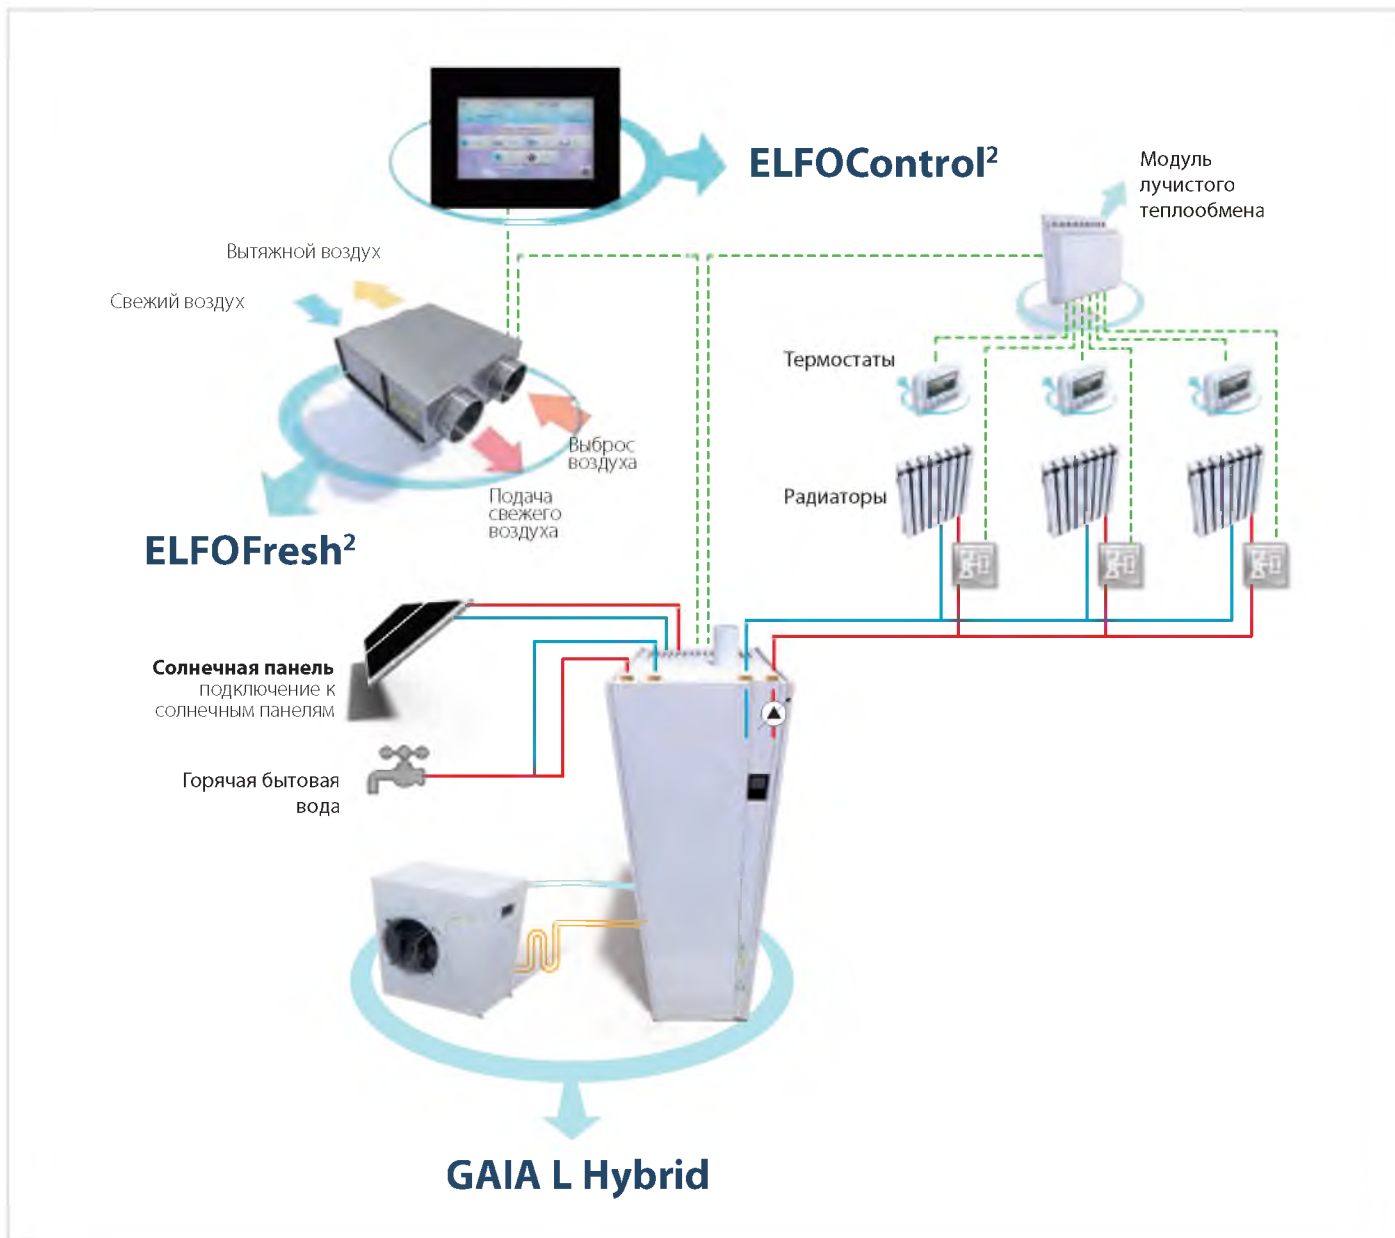 ELFOControl²
Модуль
лучистого
теплообмена
Вытяжной воздух
Свежий воздух
Термостаты
Выброс
воздуха
Радиаторы
Подача
свежего
воздуха
ELFOFresh²
Солнечная панель
подключение к
солнечным панелям
Горячая бытовая
вода
GAIA L Hybrid